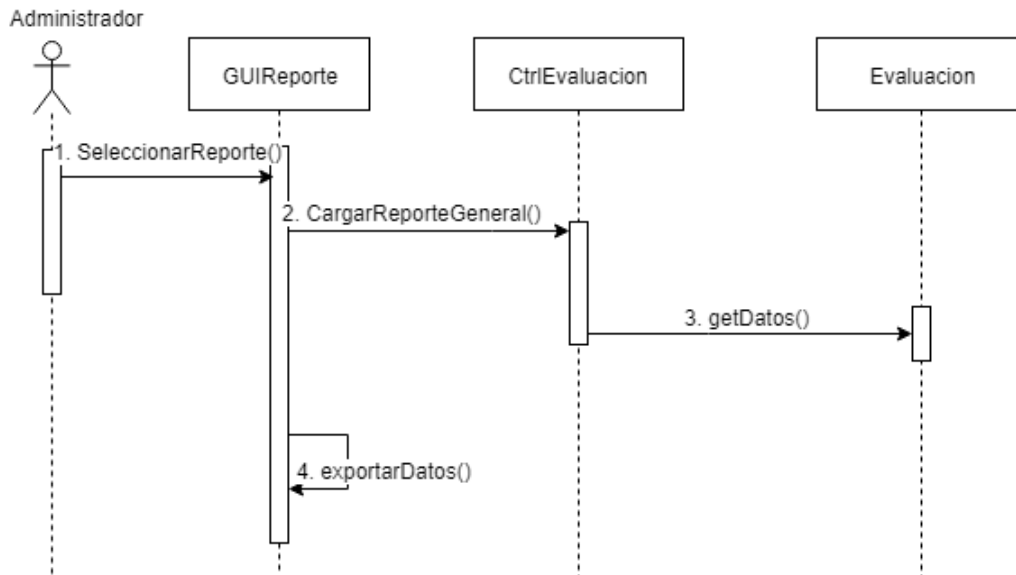 Administrador
GUIReporte
CtrlEvaluacion
Evaluacion
1. SeleccionarReporte()
2. CargarReporteGeneral()
3. getDatos()
4. exportarDatos()